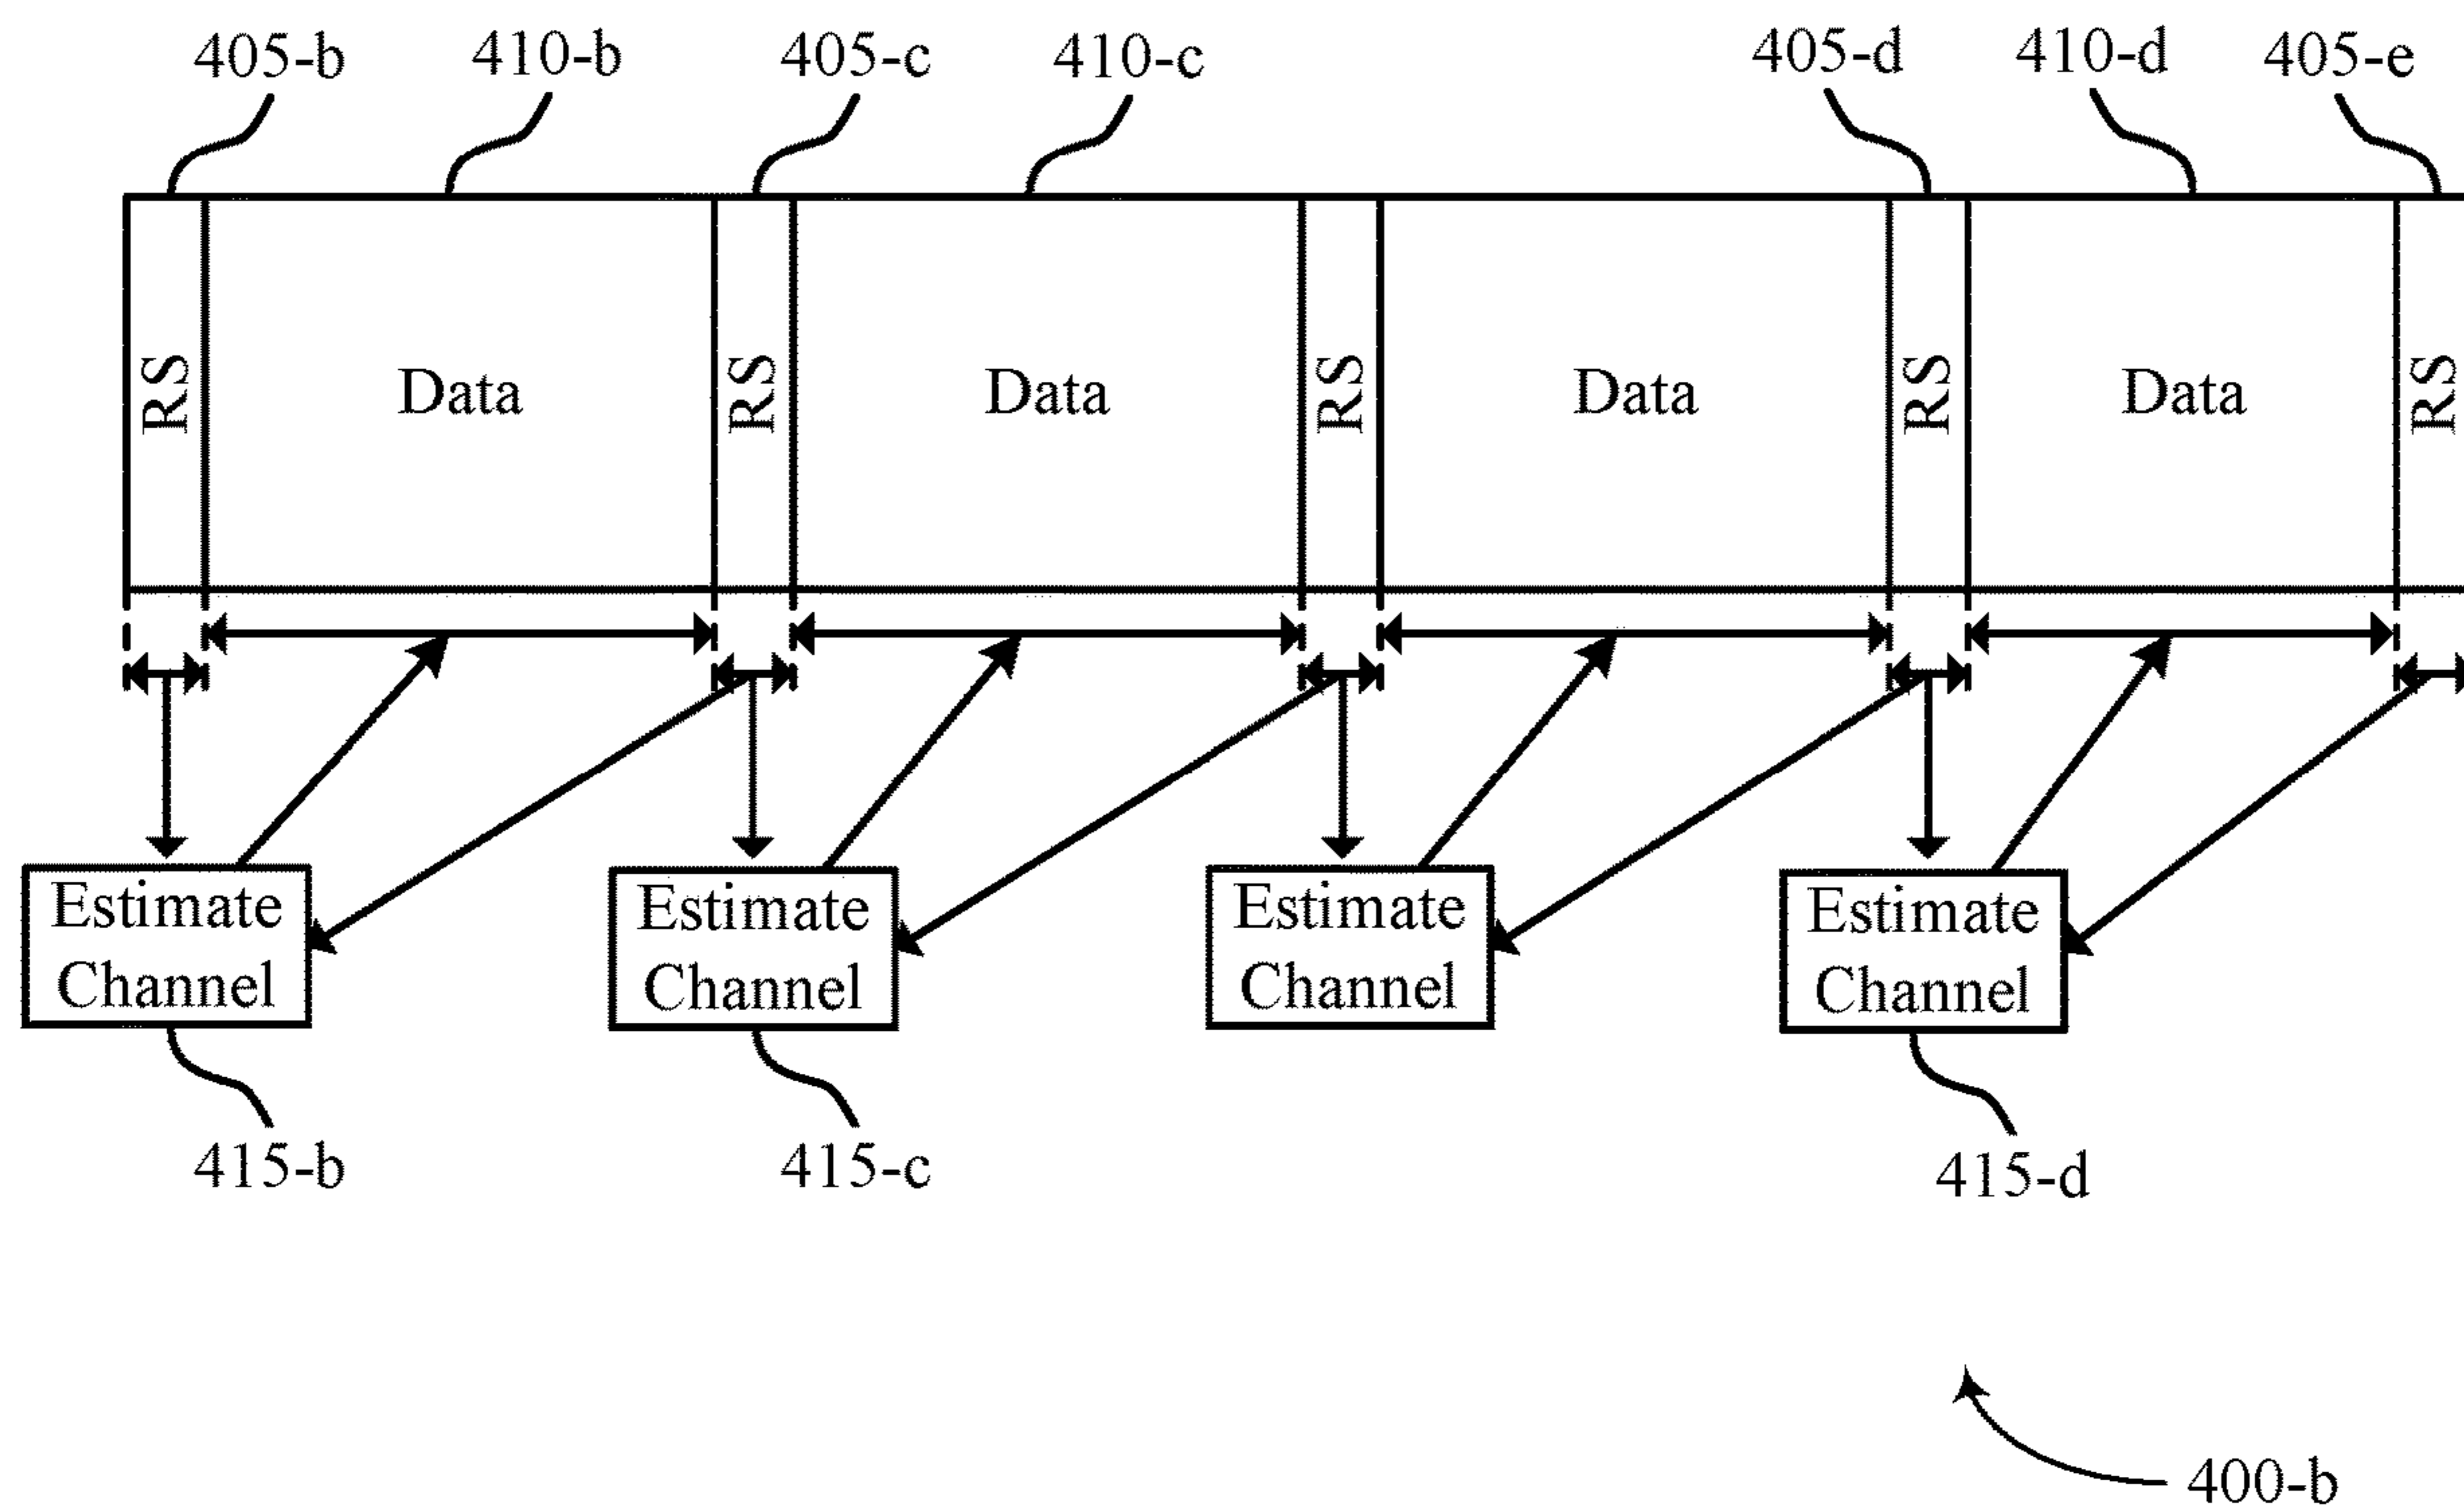 405-b
410-b
405-c
410-c
405-d
410-d
405-e
RS
Data
RS
Data
RS
Data
RS
Data
RS
Estimate
Channel
Estimate
Channel
Estimate
Channel
Estimate
Channel
415-b
415-c
415-d
400-b